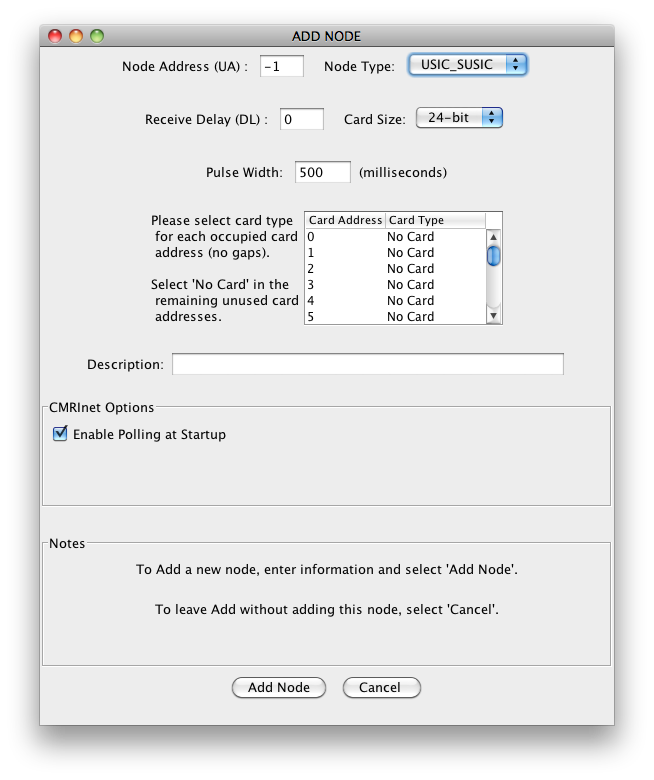 ADD NODE
Node Address (UA) : -1 Node Type: USIC_SUSIC
Receive Delay (DL) : 0 Card Size: 24-bit
Pulse Width: 500 (milliseconds)
Please select card type
for each occupied card
address (no gaps).
Select 'No Card' in the
remaining unused card
addresses.
Card Address Card Type
0 No Card
1 No Card
2 No Card
3 No Card
4 No Card
5 No Card
Description:
CMRInet Options
Enable Polling at Startup
Notes
To Add a new node, enter information and select 'Add Node'.
To leave Add without adding this node, select 'Cancel'.
Add Node Cancel